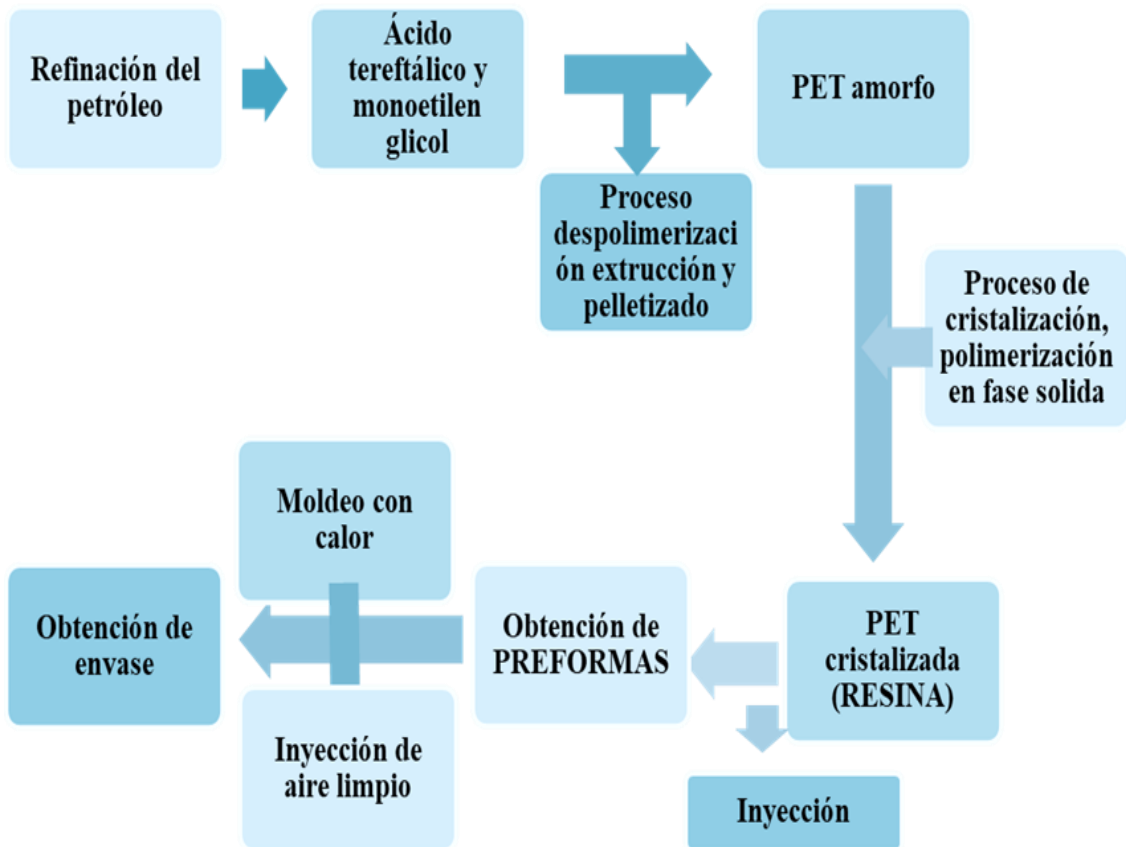 Refinación del
petróleo
Ácido
tereftálico y
monoetilen
glicol
PET amorfo
Proceso
despolimerizaci
ón extrucción y
pelletizado
Proceso de
cristalización,
polimerización
en fase solida
Moldeo con
calor
Obtención de
envase
Obtención de
PREFORMAS
PET
cristalizada
(RESINA)
Inyección de
aire limpio
Inyección